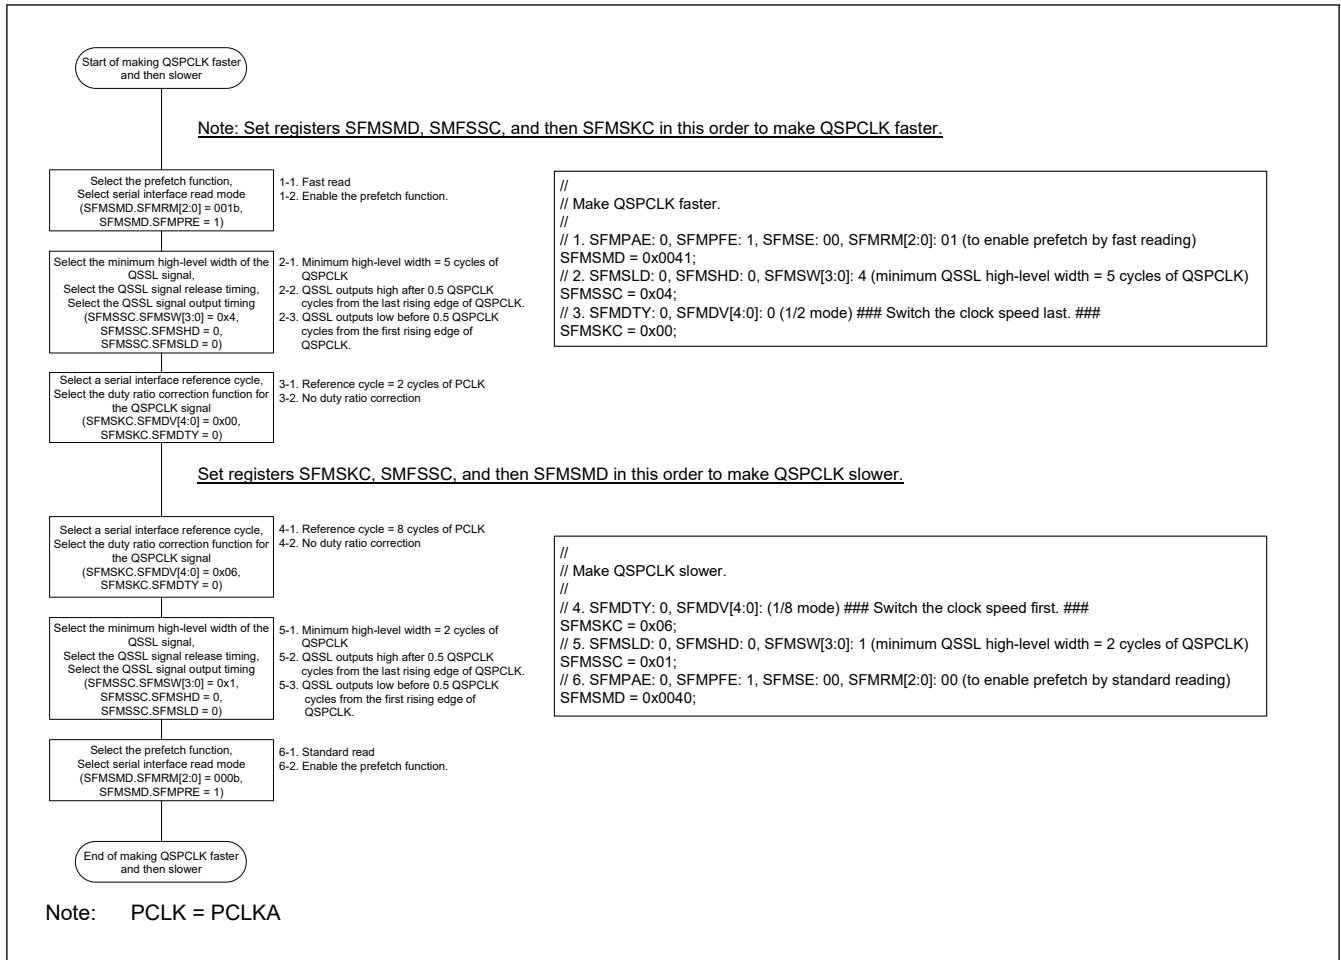 Start of making QSPCLK faster
and then slower
Note: Set registers SFMSMD, SMFSSC, and then SFMSKC in this order to make QSPCLK faster.
Select the prefetch function,
Select serial interface read mode
(SFMSMD.SFMRM[2:0] = 001b,
SFMSMD.SFMPRE = 1)
1-1. Fast read
1-2. Enable the prefetch function.
Select the minimum high-level width of the
QSSL signal,
Select the QSSL signal release timing,
Select the QSSL signal output timing
(SFMSSC.SFMSW[3:0] = 0x4,
SFMSSC.SFMSHD = 0,
SFMSSC.SFMSLD = 0)
2-1. Minimum high-level width = 5 cycles of
QSPCLK
2-2. QSSL outputs high after 0.5 QSPCLK
cycles from the last rising edge of QSPCLK.
2-3. QSSL outputs low before 0.5 QSPCLK
cycles from the first rising edge of
QSPCLK.
Select a serial interface reference cycle,
Select the duty ratio correction function for
the QSPCLK signal
(SFMSKC.SFMDV[4:0] = 0x00,
SFMSKC.SFMDTY = 0)
3-1. Reference cycle = 2 cycles of PCLK
3-2. No duty ratio correction
//
// Make QSPCLK faster.
//
// 1. SFMPAE: 0, SFMPFE: 1, SFMSE: 00, SFMRM[2:0]: 01 (to enable prefetch by fast reading)
SFMSMD = 0x0041;
// 2. SFMSLD: 0, SFMSHD: 0, SFMSW[3:0]: 4 (minimum QSSL high-level width = 5 cycles of QSPCLK)
SFMSSC = 0x04;
// 3. SFMDTY: 0, SFMDV[4:0]: 0 (1/2 mode) ### Switch the clock speed last. ###
SFMSKC = 0x00;
Set registers SFMSKC, SMFSSC, and then SFMSMD in this order to make QSPCLK slower.
Select a serial interface reference cycle,
Select the duty ratio correction function for
the QSPCLK signal
(SFMSKC.SFMDV[4:0] = 0x06,
SFMSKC.SFMDTY = 0)
4-1. Reference cycle = 8 cycles of PCLK
4-2. No duty ratio correction
Select the minimum high-level width of the
QSSL signal,
Select the QSSL signal release timing,
Select the QSSL signal output timing
(SFMSSC.SFMSW[3:0] = 0x1,
SFMSSC.SFMSHD = 0,
SFMSSC.SFMSLD = 0)
5-1. Minimum high-level width = 2 cycles of
QSPCLK
5-2. QSSL outputs high after 0.5 QSPCLK
cycles from the last rising edge of QSPCLK.
5-3. QSSL outputs low before 0.5 QSPCLK
cycles from the first rising edge of
QSPCLK.
Select the prefetch function,
Select serial interface read mode
(SFMSMD.SFMRM[2:0] = 000b,
SFMSMD.SFMPRE = 1)
6-1. Standard read
6-2. Enable the prefetch function.
//
// Make QSPCLK slower.
//
// 4. SFMDTY: 0, SFMDV[4:0]: (1/8 mode) ### Switch the clock speed first. ###
SFMSKC = 0x06;
// 5. SFMSLD: 0, SFMSHD: 0, SFMSW[3:0]: 1 (minimum QSSL high-level width = 2 cycles of QSPCLK)
SFMSSC = 0x01;
// 6. SFMPAE: 0, SFMPFE: 1, SFMSE: 00, SFMRM[2:0]: 00 (to enable prefetch by standard reading)
SFMSMD = 0x0040;
End of making QSPCLK faster
and then slower
Note: PCLK = PCLKA